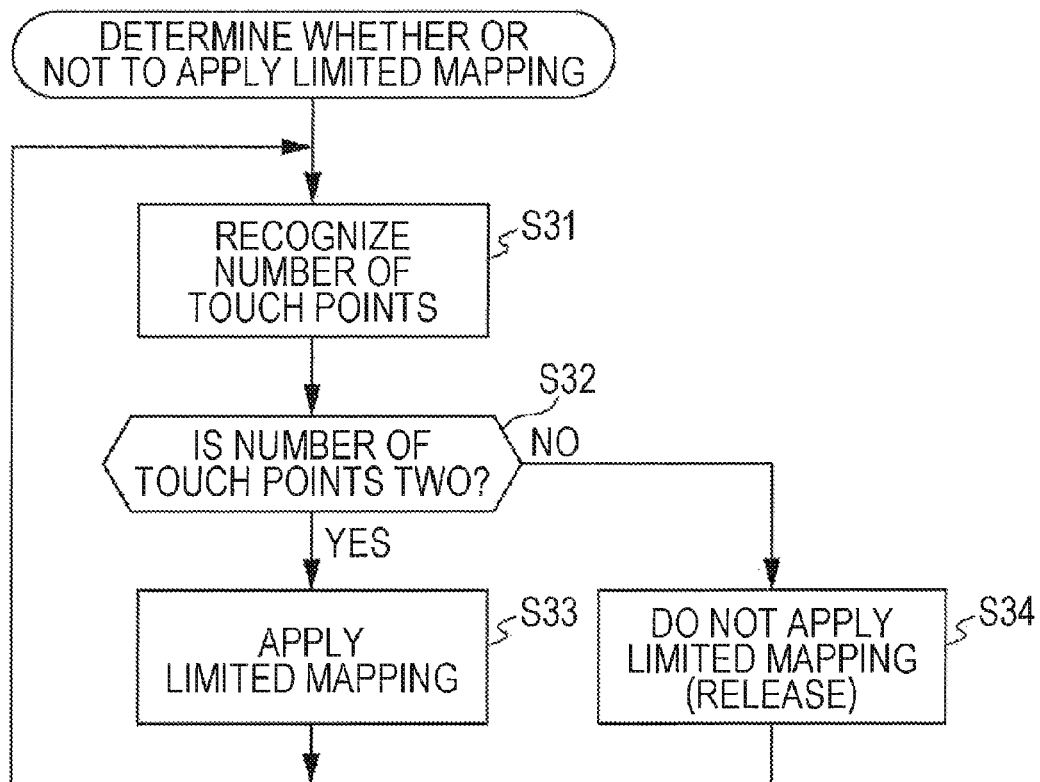 DETERMINE WHETHER OR
NOT TO APPLY LIMITED MAPPING
RECOGNIZE
NUMBER OF
TOUCH POINTS
S31
IS NUMBER OF
TOUCH POINTS TWO?
S32
NO
YES
APPLY
LIMITED MAPPING
S33
DO NOT APPLY
LIMITED MAPPING
(RELEASE)
S34